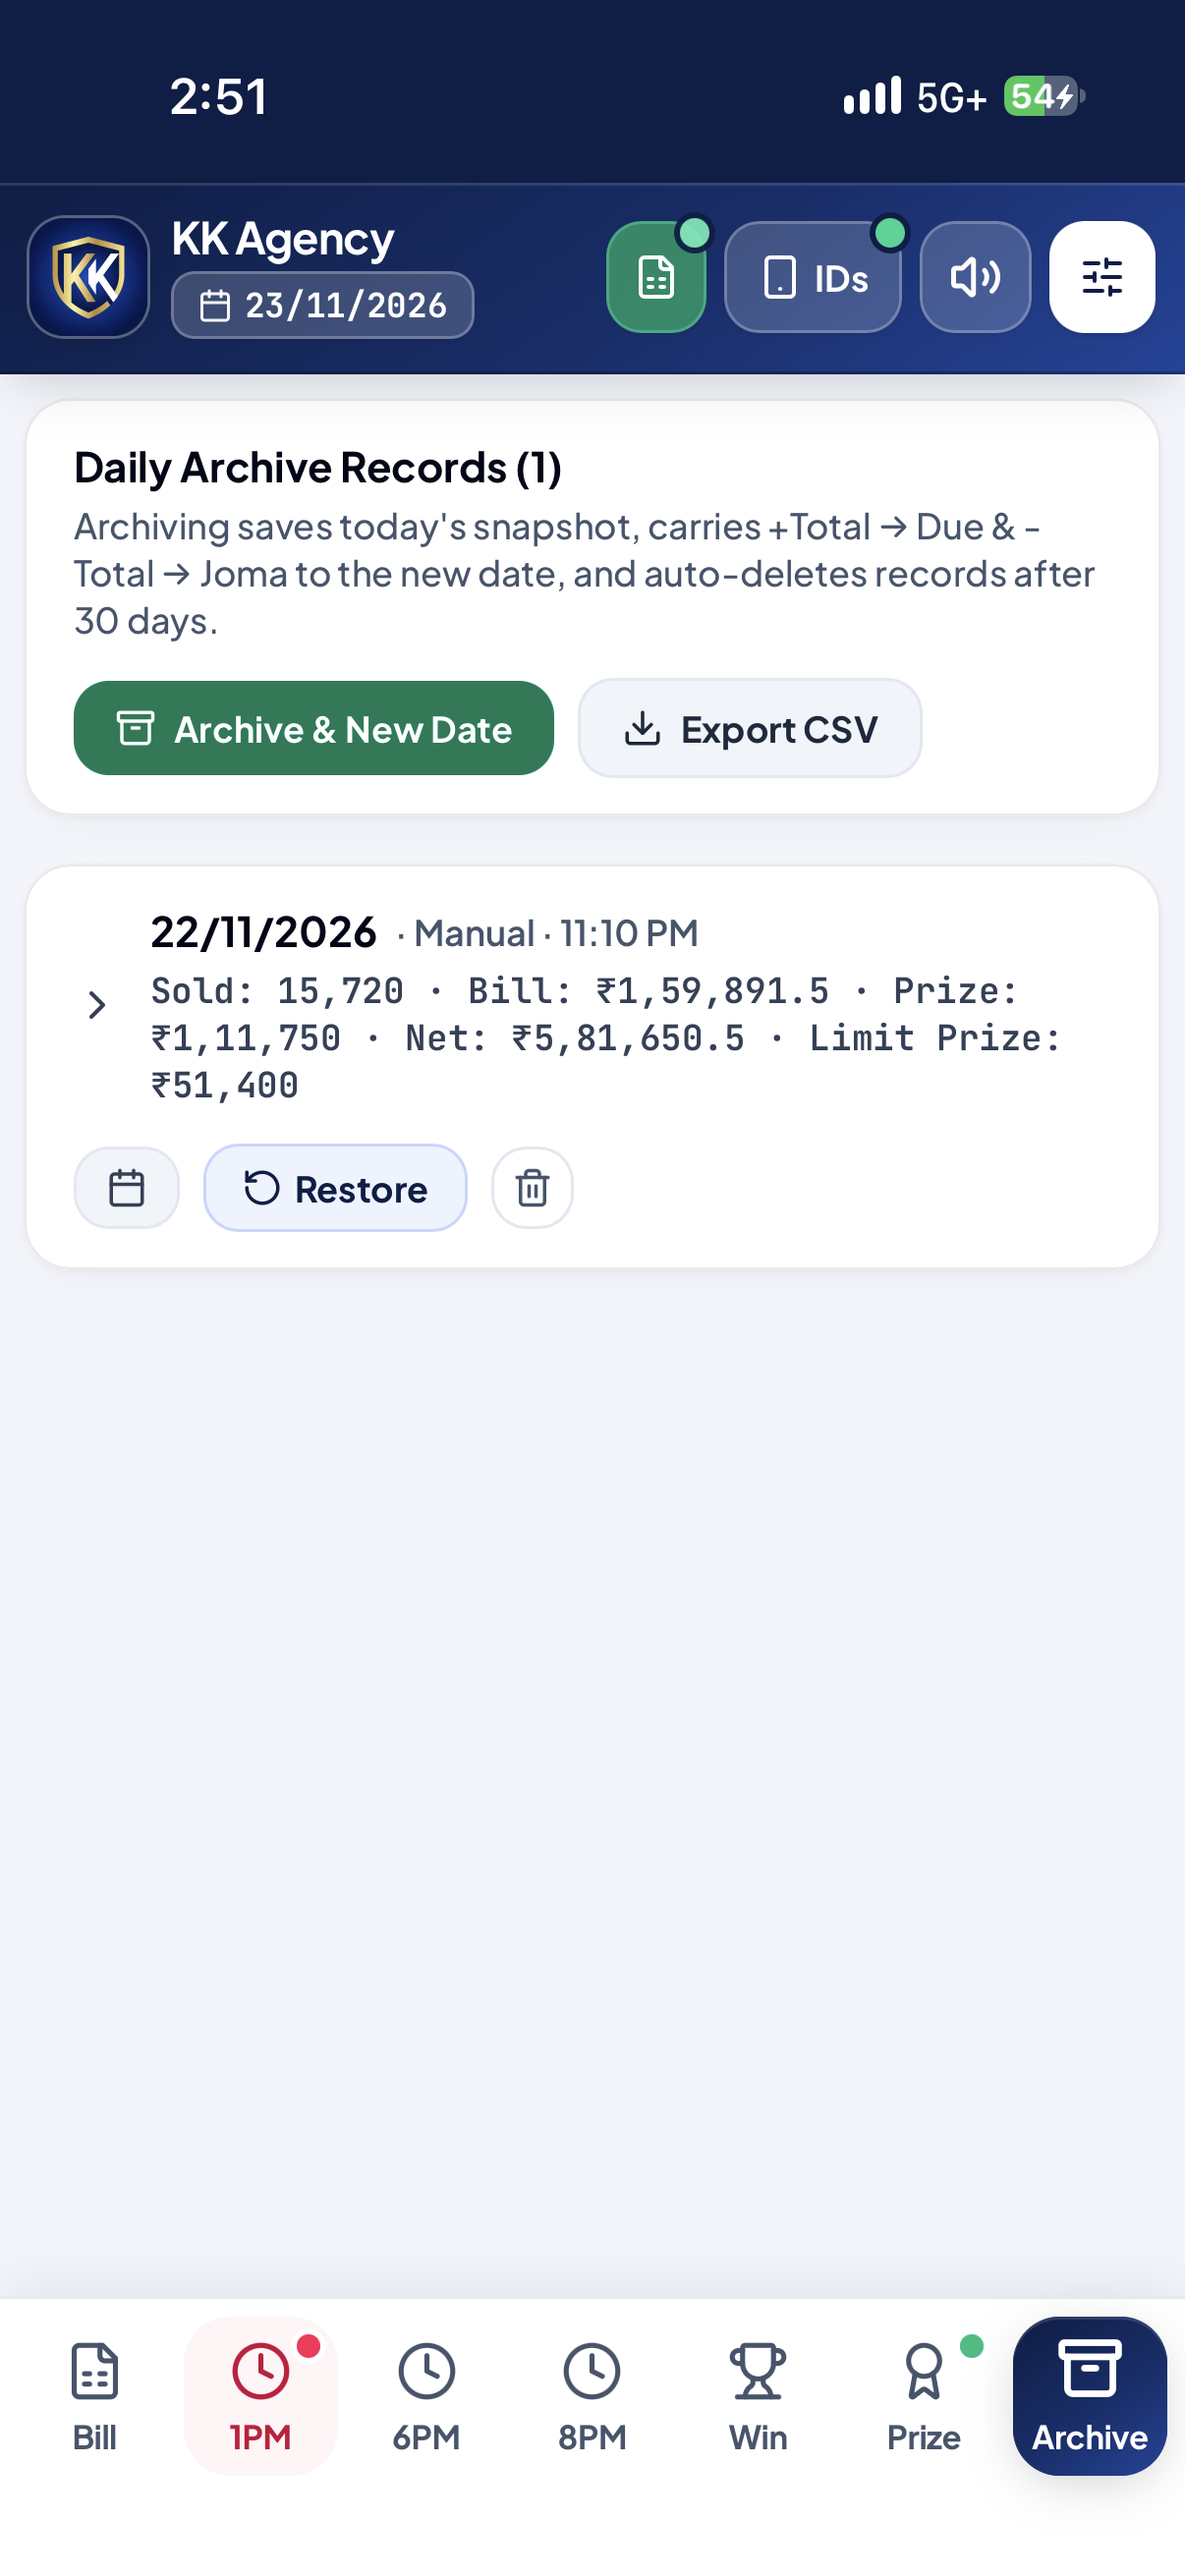 2:51
5G+
54
KK
KK Agency
23/11/2026
IDs
Daily Archive Records (1)
Archiving saves today's snapshot, carries +Total → Due & -
Total → Joma to the new date, and auto-deletes records after
30 days.
Archive & New Date
Export CSV
22/11/2026 · Manual · 11:10 PM
Sold: 15,720 · Bill: ₹1,59,891.5 · Prize:
₹1,11,750 · Net: ₹5,81,650.5 · Limit Prize:
₹51,400
Restore
Bill
1PM
6PM
8PM
Win
Prize
Archive